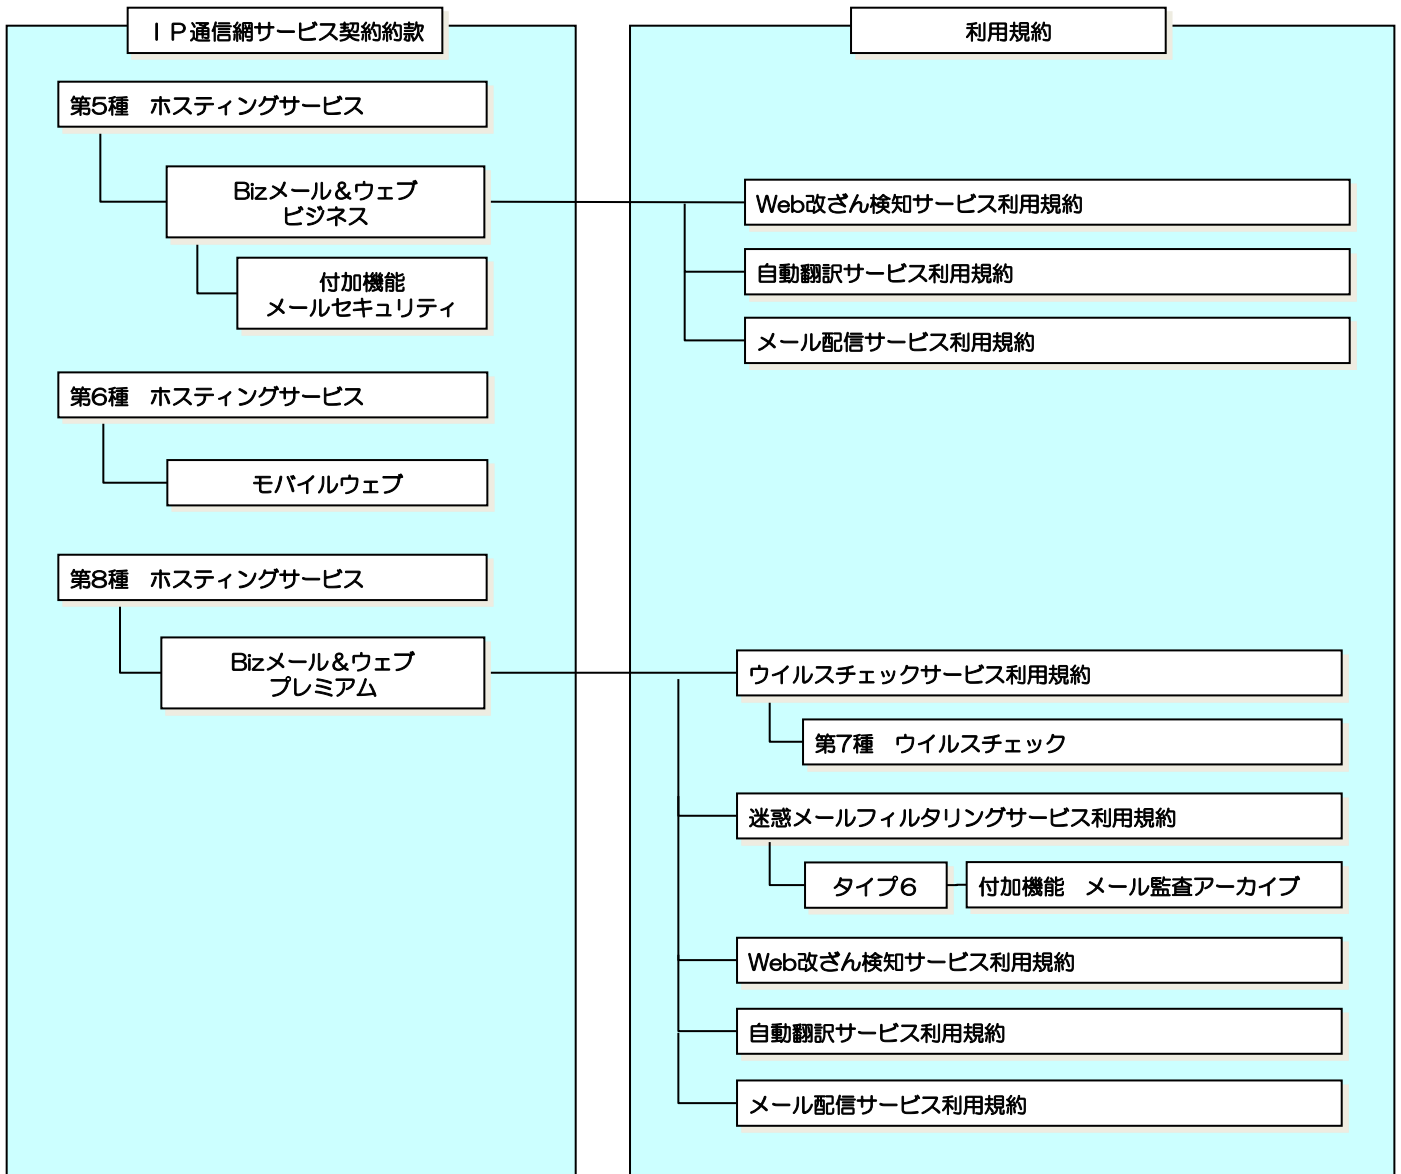 ＩＰ通信網サービス契約約款
第5種　ホスティングサービス
Bizメール＆ウェブ
ビジネス
付加機能
メールセキュリティ
第6種　ホスティングサービス
モバイルウェブ
第8種　ホスティングサービス
Bizメール＆ウェブ
プレミアム
利用規約
Web改ざん検知サービス利用規約
自動翻訳サービス利用規約
メール配信サービス利用規約
ウイルスチェックサービス利用規約
第7種　ウイルスチェック
迷惑メールフィルタリングサービス利用規約
タイプ６
付加機能　メール監査アーカイブ
Web改ざん検知サービス利用規約
自動翻訳サービス利用規約
メール配信サービス利用規約